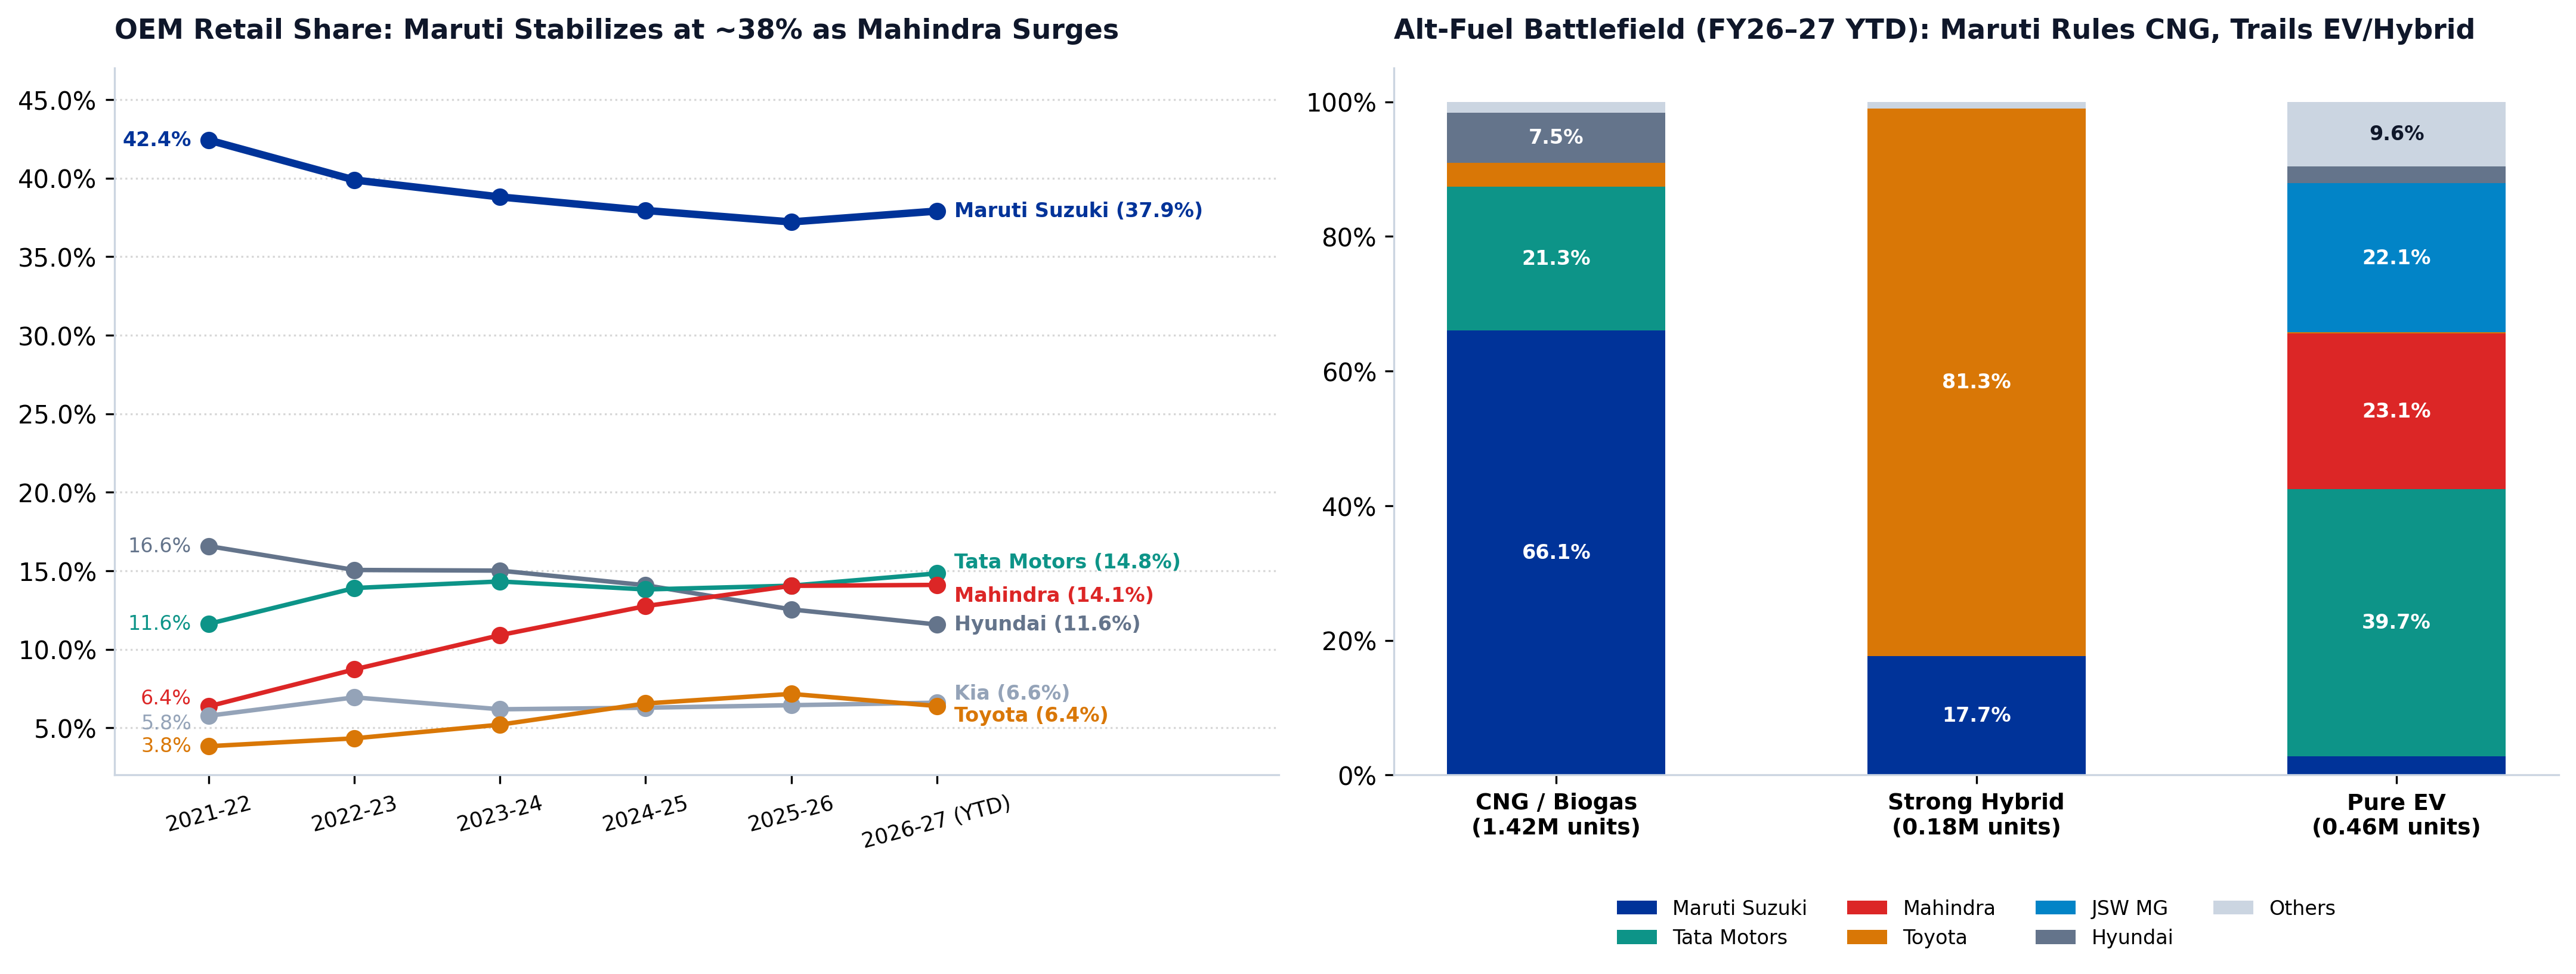 OEM Retail Share: Maruti Stabilizes at ~38% as Mahindra Surges
45.0%
40.0%
35.0%
30.0%
25.0%
20.0%
15.0%
10.0%
5.0%
42.4%
16.6%
11.6%
6.4%
5.8%
3.8%
Maruti Suzuki (37.9%)
Tata Motors (14.8%)
Mahindra (14.1%)
Hyundai (11.6%)
Kia (6.6%)
Toyota (6.4%)
2021-22
2022-23
2023-24
2024-25
2025-26
2026-27 (YTD)
Alt-Fuel Battlefield (FY26–27 YTD): Maruti Rules CNG, Trails EV/Hybrid
100%
80%
60%
40%
20%
0%
7.5%
21.3%
66.1%
81.3%
17.7%
9.6%
22.1%
23.1%
39.7%
CNG / Biogas
(1.42M units)
Strong Hybrid
(0.18M units)
Pure EV
(0.46M units)
Maruti Suzuki
Tata Motors
Mahindra
Toyota
JSW MG
Hyundai
Others